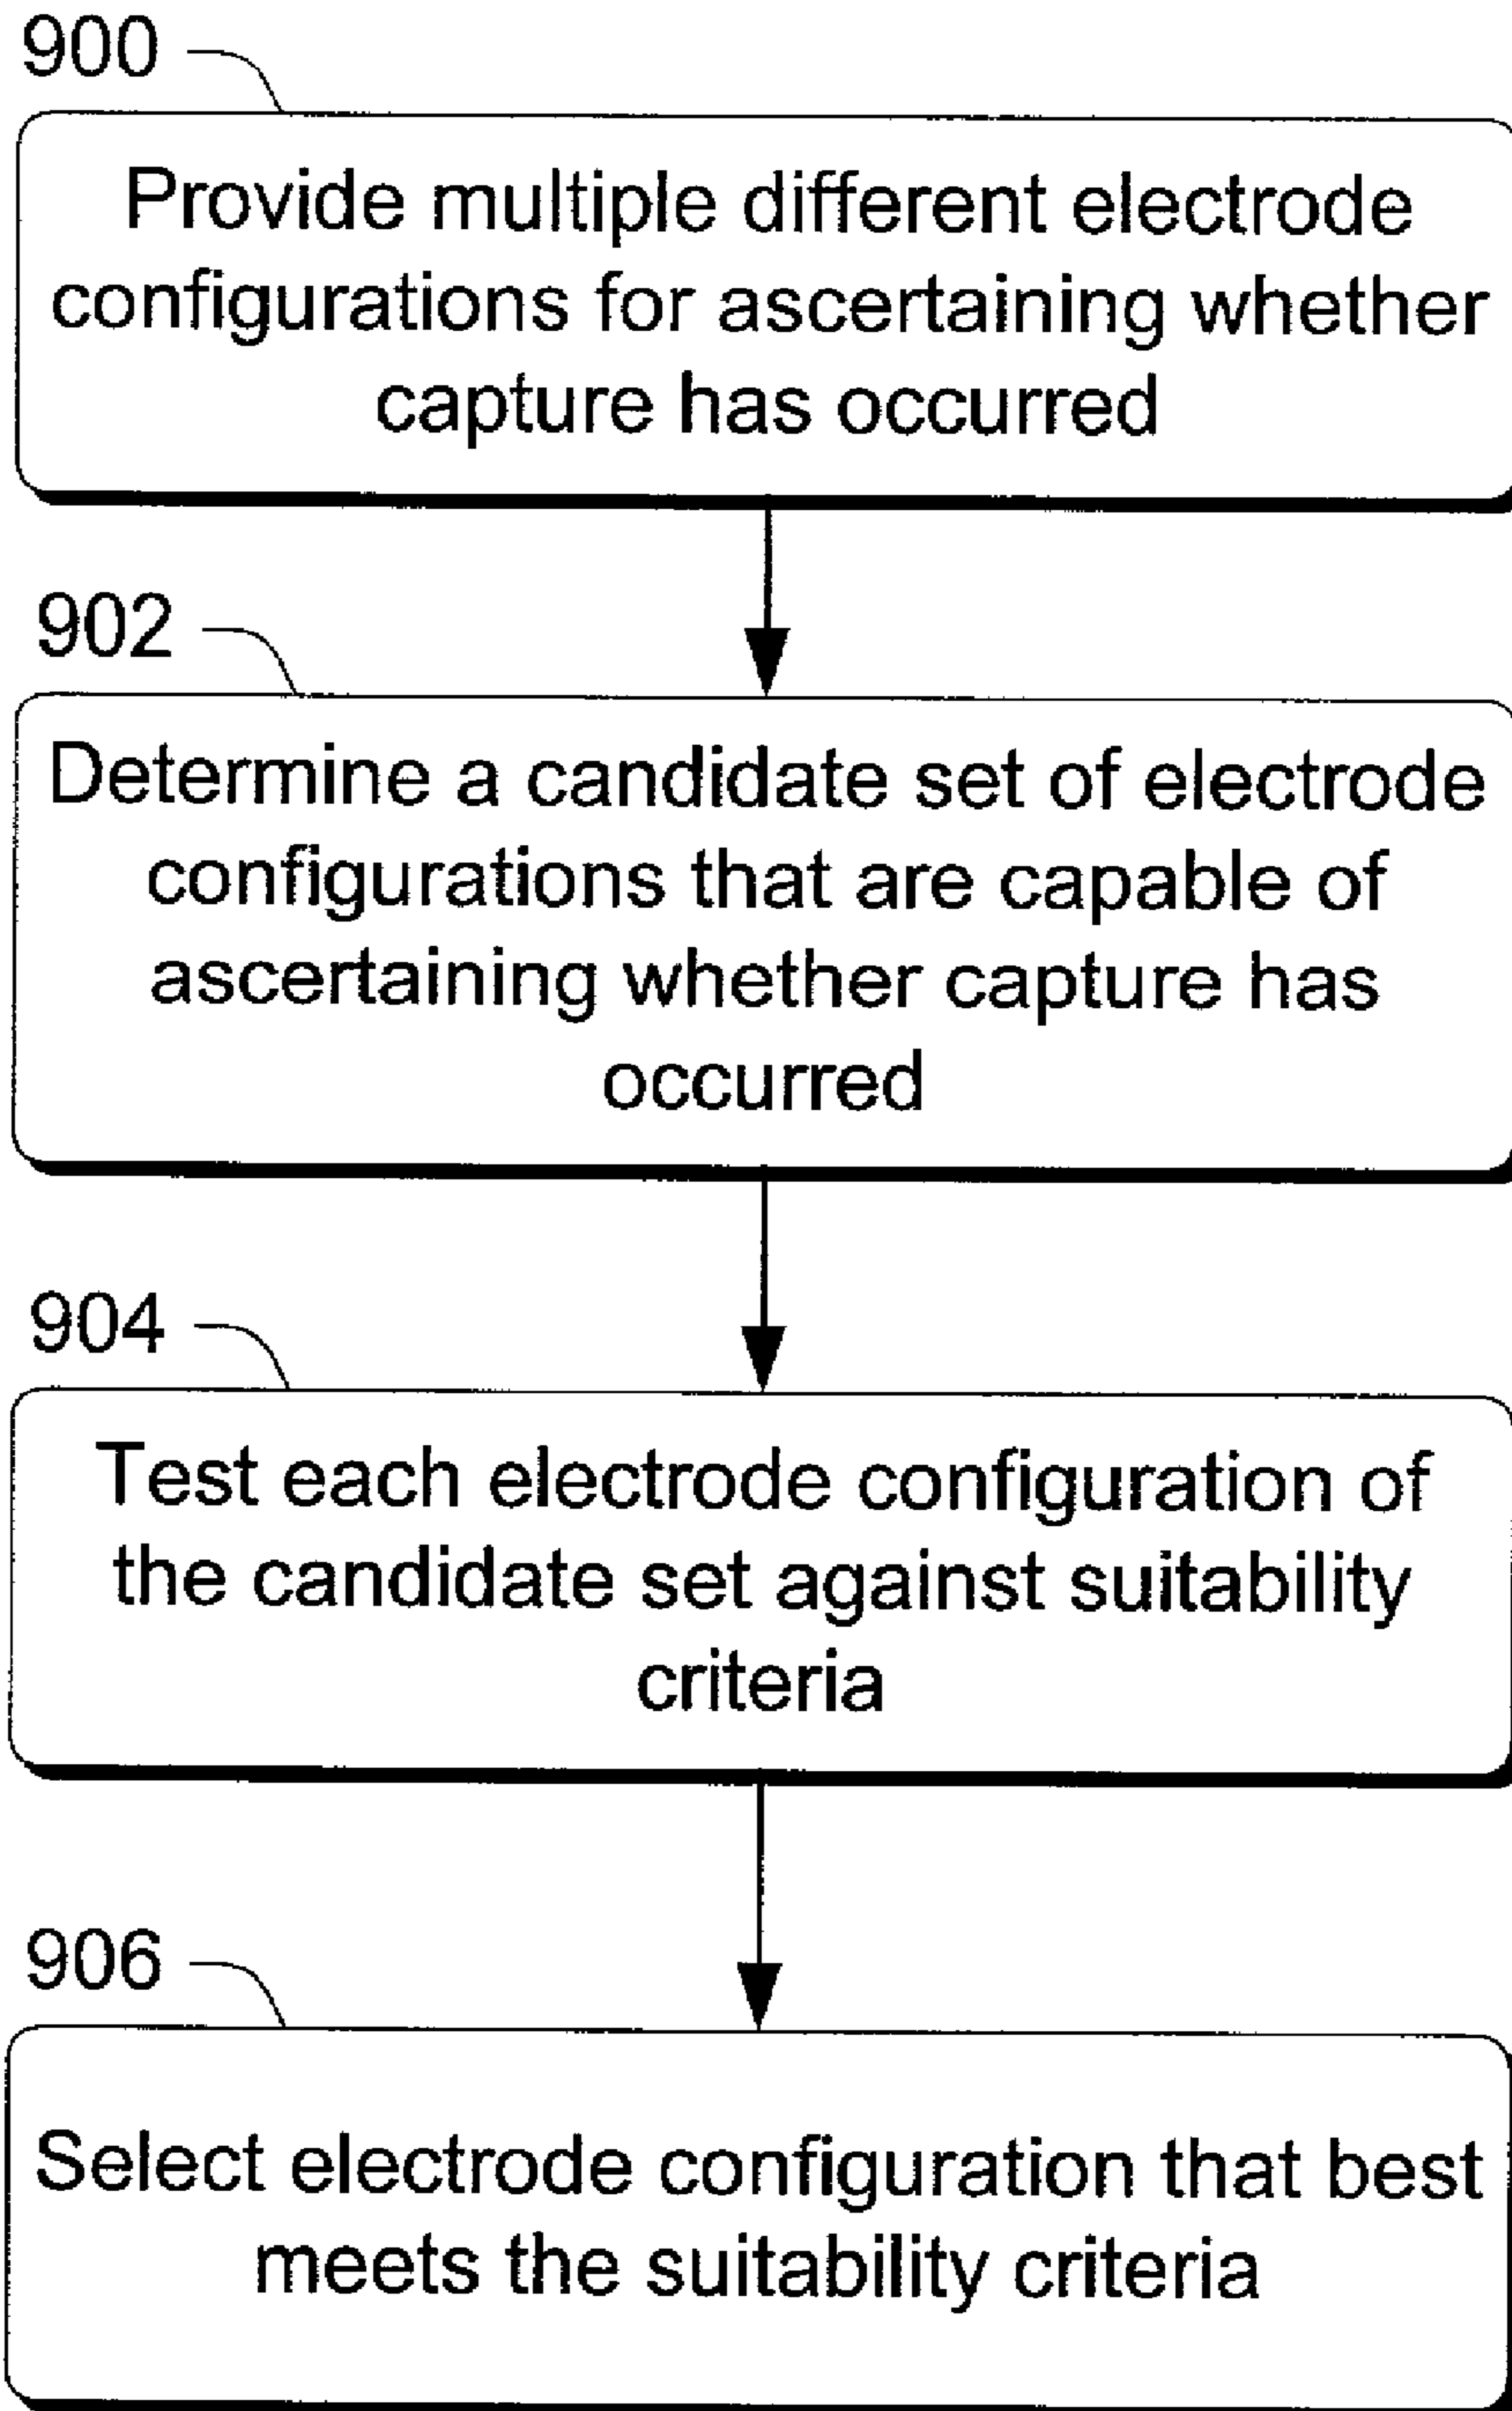 900
Provide multiple different electrode
configurations for ascertaining whether
capture has occurred
902
Determine a candidate set of electrode
configurations that are capable of
ascertaining whether capture has
occurred
904
Test each electrode configuration of
the candidate set against suitability
criteria
906
Select electrode configuration that best
meets the suitability criteria